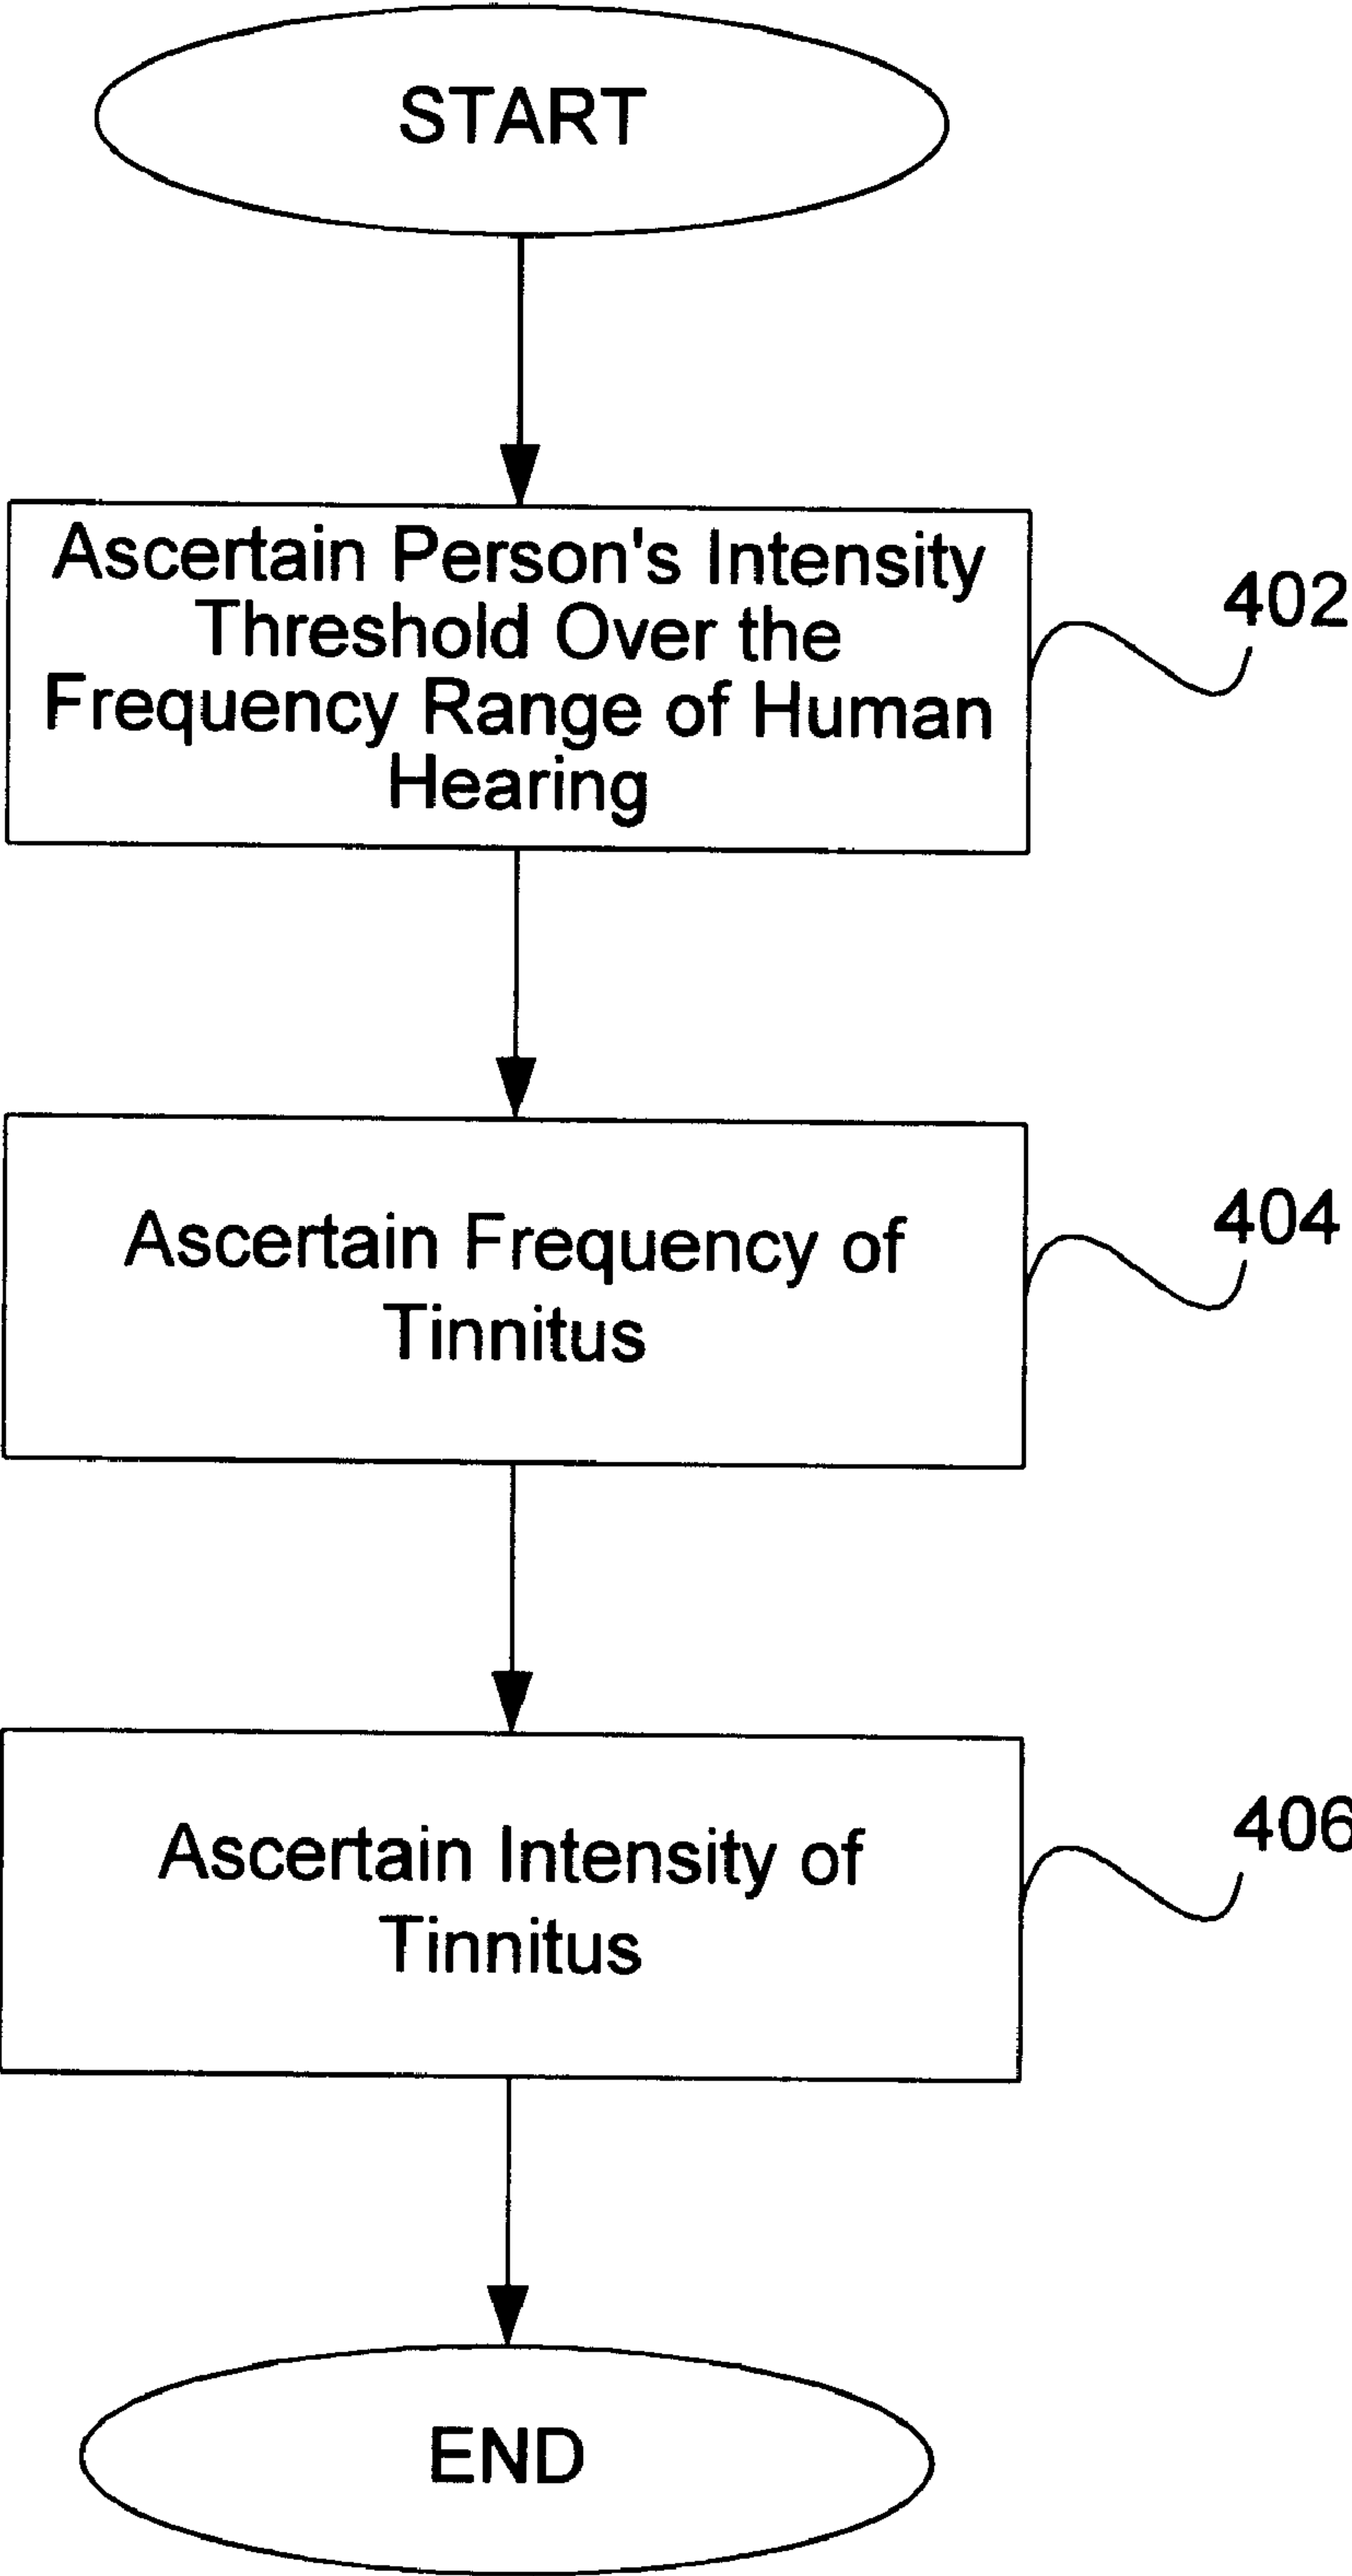 START
Ascertain Person's Intensity
Threshold Over the
Frequency Range of Human
Hearing
402
Ascertain Frequency of
Tinnitus
404
Ascertain Intensity of
Tinnitus
406
END